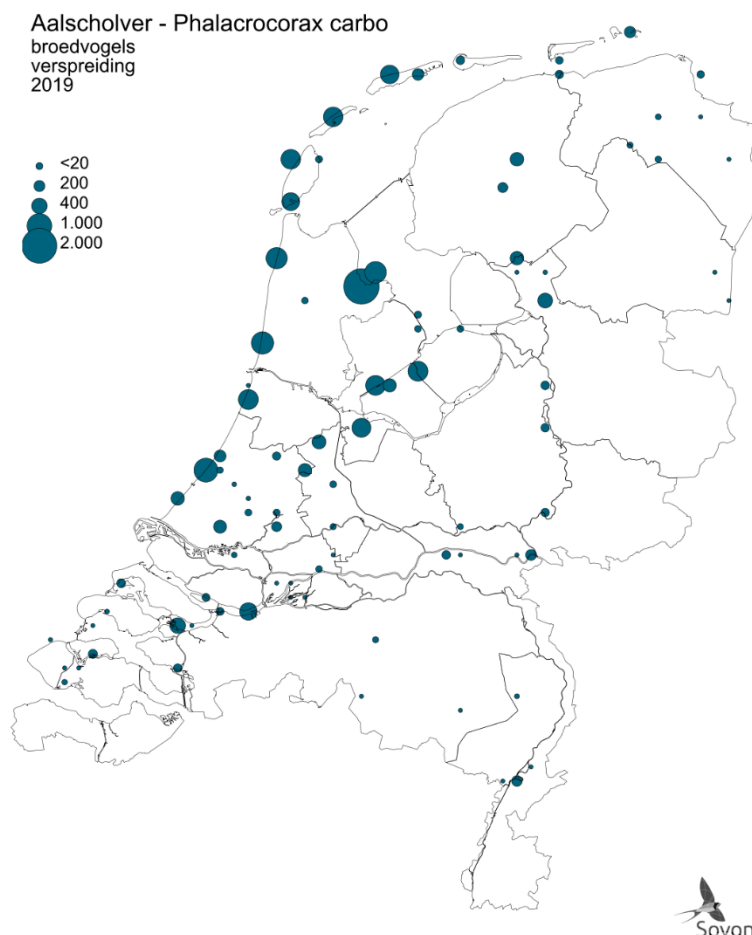 Aalscholver - Phalacrocorax carbo
broedvogels
verspreiding
2019
<20
200
400
1.000
2.000
Sovon